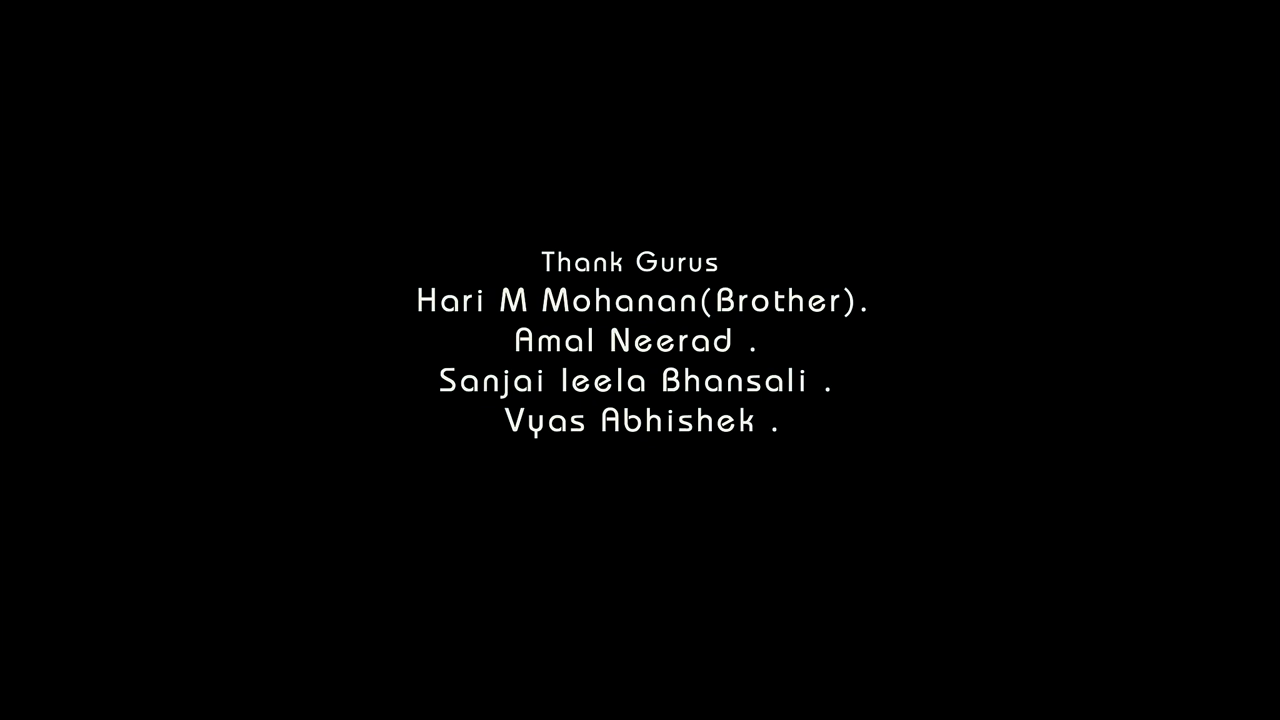 Thank Gurus
Hari M Mohanan(Brother).
Amal Neerad .
Sanjai leela Bhansali .
Vyas Abhishek .